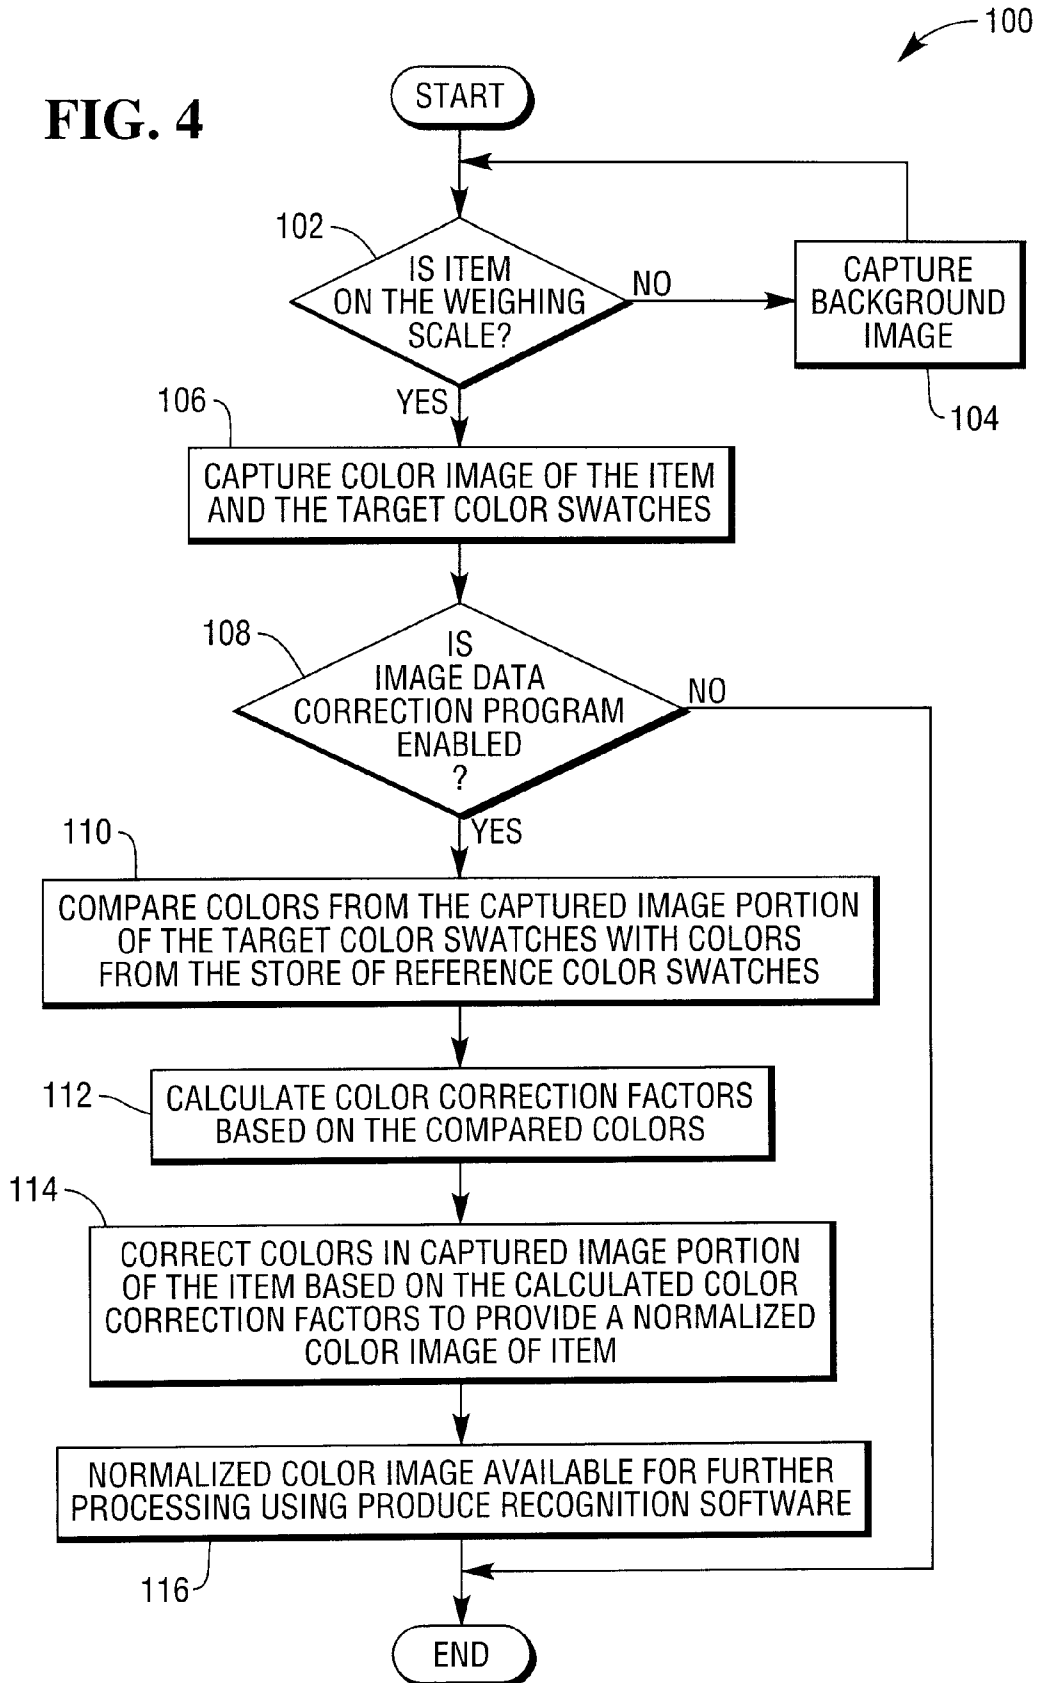 100
START
FIG. 4
102
IS ITEM
ON THE WEIGHING
SCALE?
NO
CAPTURE
BACKGROUND
IMAGE
104
YES
106
CAPTURE COLOR IMAGE OF THE ITEM
AND THE TARGET COLOR SWATCHES
108
IS
IMAGE DATA
CORRECTION PROGRAM
ENABLED
?
NO
YES
110
COMPARE COLORS FROM THE CAPTURED IMAGE PORTION
OF THE TARGET COLOR SWATCHES WITH COLORS
FROM THE STORE OF REFERENCE COLOR SWATCHES
112
CALCULATE COLOR CORRECTION FACTORS
BASED ON THE COMPARED COLORS
114
CORRECT COLORS IN CAPTURED IMAGE PORTION
OF THE ITEM BASED ON THE CALCULATED COLOR
CORRECTION FACTORS TO PROVIDE A NORMALIZED
COLOR IMAGE OF ITEM
NORMALIZED COLOR IMAGE AVAILABLE FOR FURTHER
PROCESSING USING PRODUCE RECOGNITION SOFTWARE
116
END